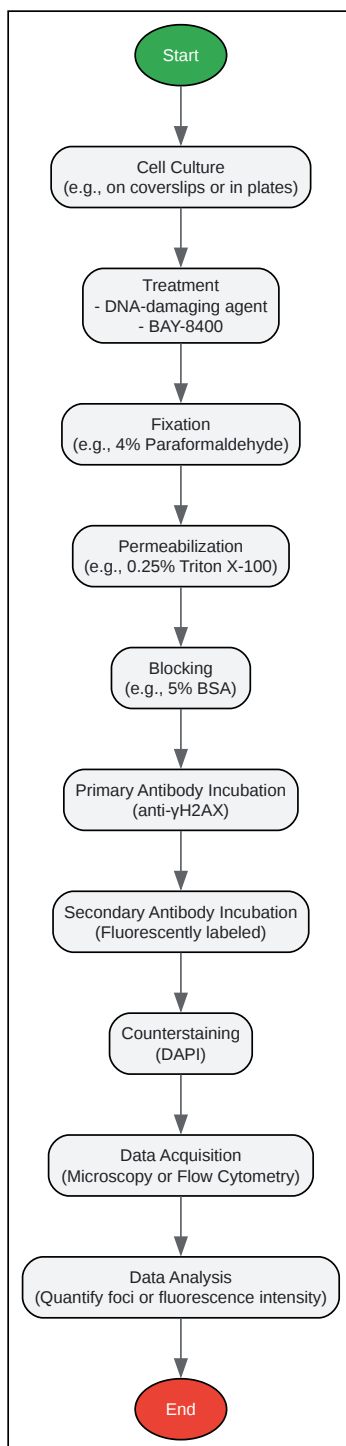 Start
Cell Culture
(e.g., on coverslips or in plates)
Treatment
- DNA-damaging agent
- BAY-8400
Fixation
(e.g., 4% Paraformaldehyde)
Permeabilization
(e.g., 0.25% Triton X-100)
Blocking
(e.g., 5% BSA)
Primary Antibody Incubation
(anti-γH2AX)
Secondary Antibody Incubation
(Fluorescently labeled)
Counterstaining
(DAPI)
Data Acquisition
(Microscopy or Flow Cytometry)
Data Analysis
(Quantify foci or fluorescence intensity)
End